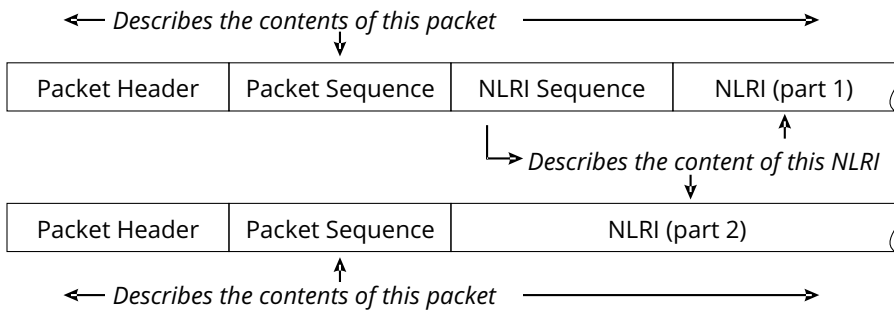 Describes the contents of this packet
Packet Header Packet Sequence NLRI Sequence NLRI (part 1)
Describes the content of this NLRI
Packet Header Packet Sequence NLRI (part 2)
Describes the contents of this packet